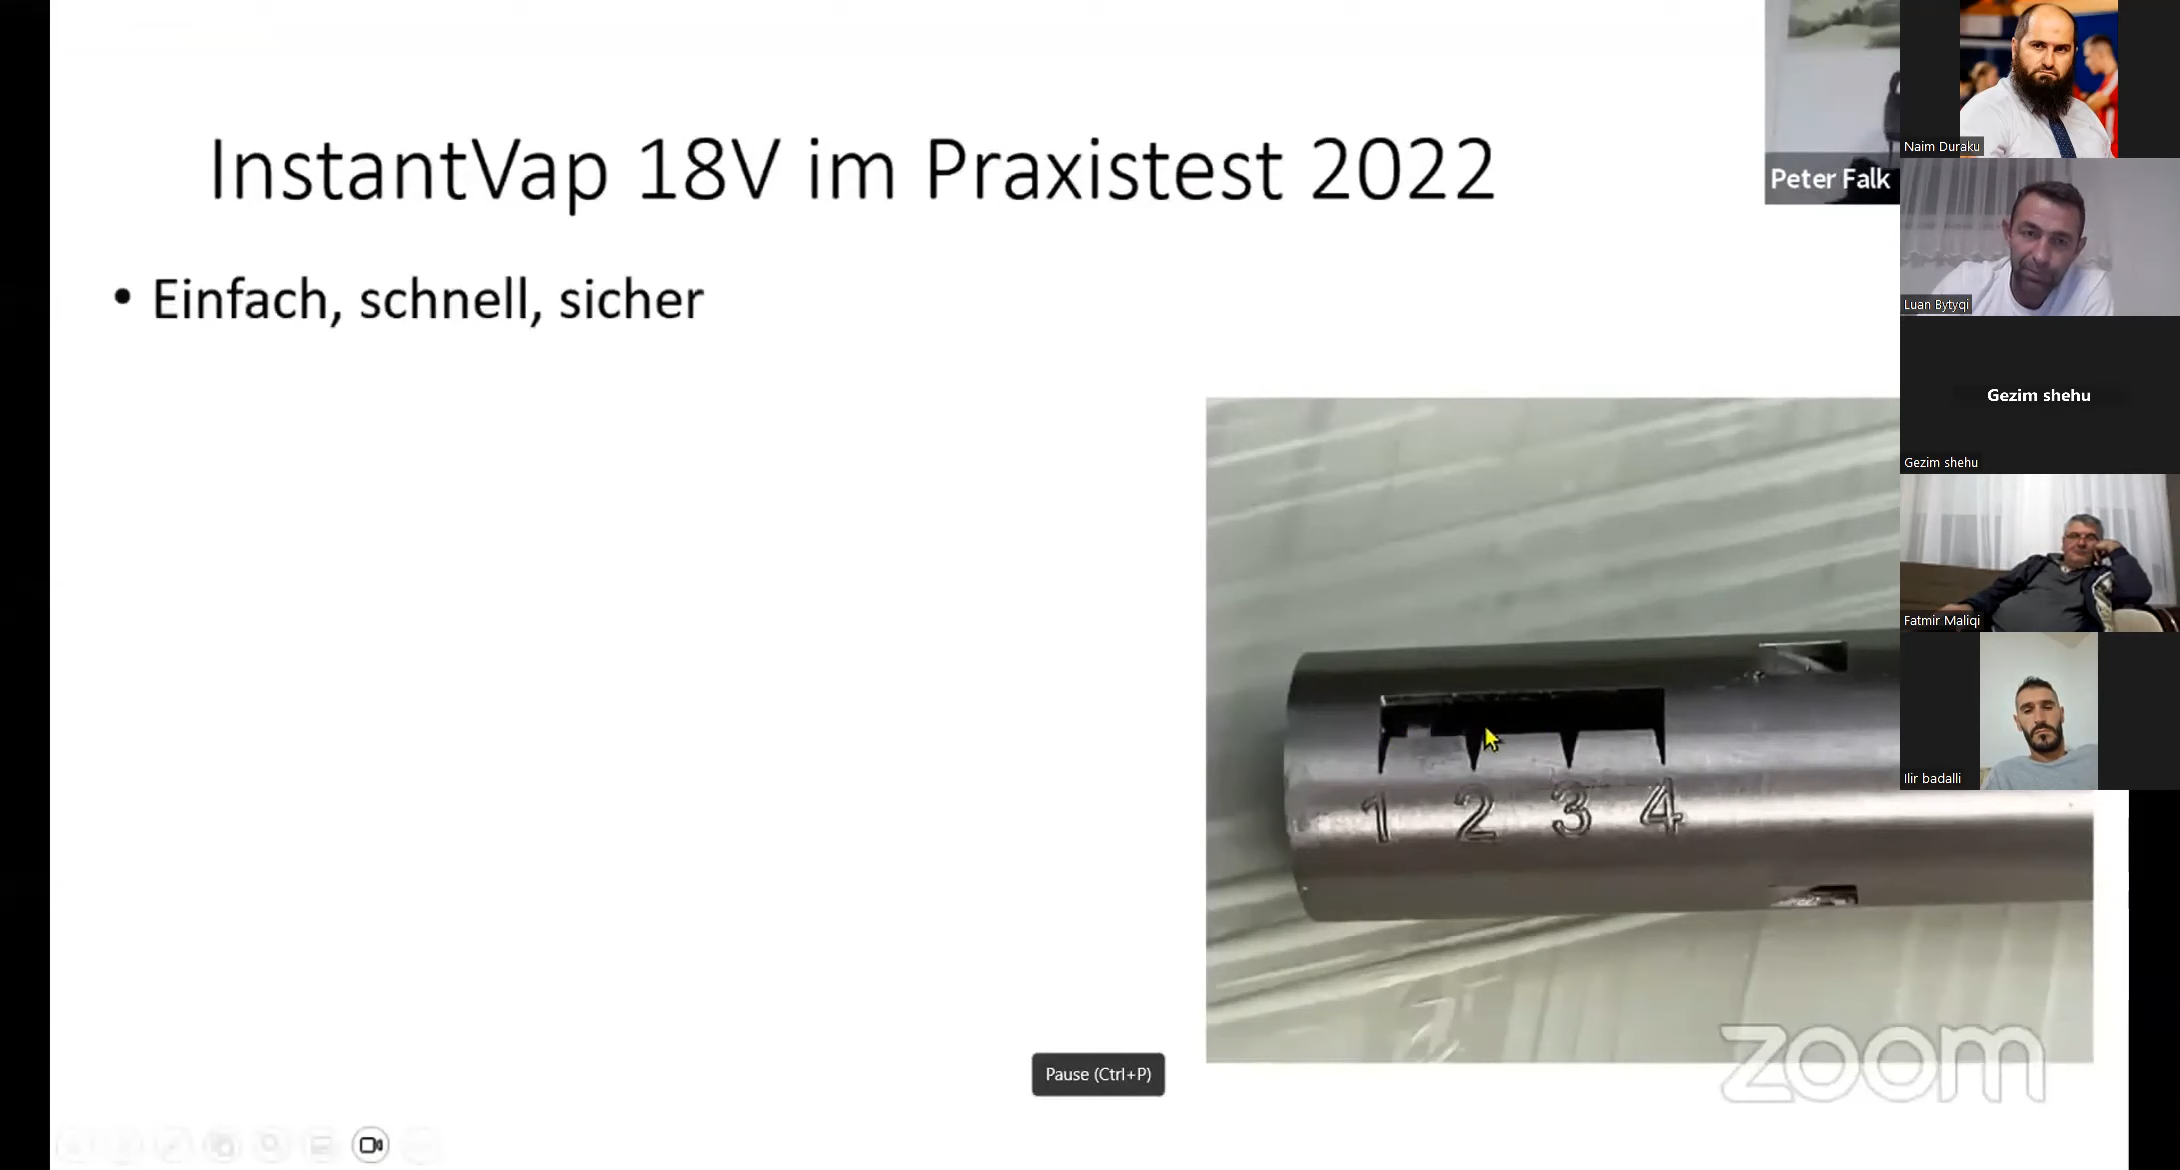 InstantVap 18V im Praxistest 2022
• Einfach, schnell, sicher
1 2 3 4
Pause (Ctrl+P)
zoom
Peter Falk
Naim Duraku
Luan Bytyqi
Gezim shehu
Gezim shehu
Fatmir Maliqi
Ilir badalli